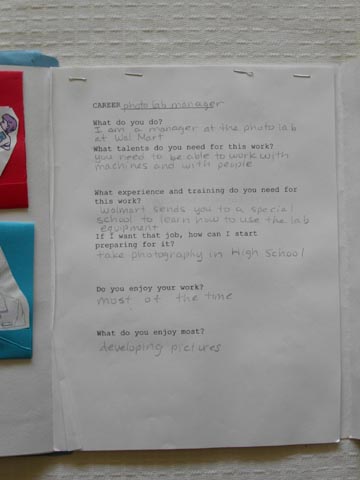 CAREER photo lab manager
What do you do?
I am a manager at the photo lab
at Wal Mart
What talents do you need for this work?
you need to be able to work with
machines and with people
What experience and training do you need for
this work?
walmart sends you to a special
school to learn how to use the lab
equipment
If I want that job, how can I start
preparing for it?
take photography in High School
Do you enjoy your work?
most of the time
What do you enjoy most?
developing pictures